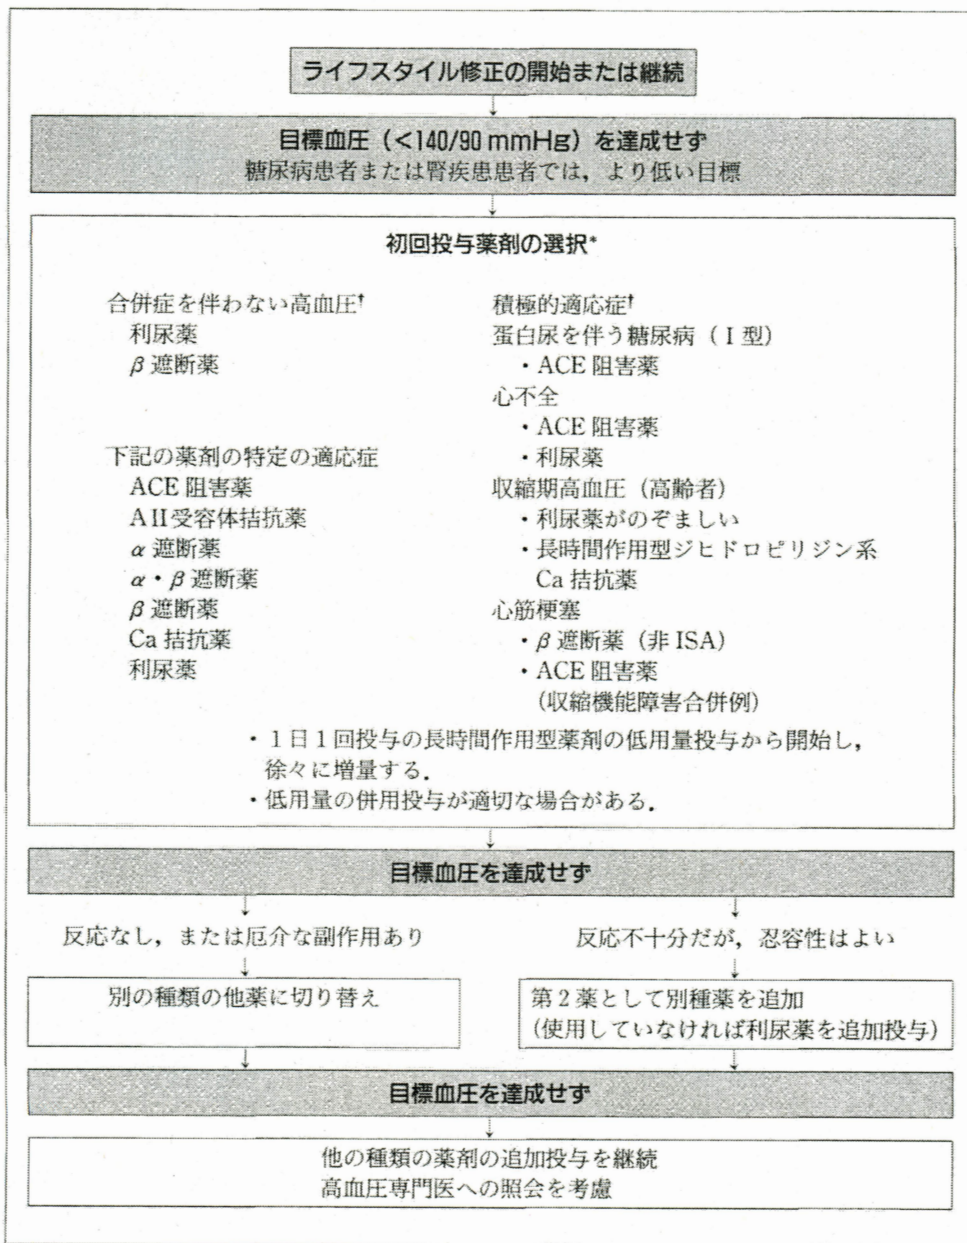 ライフスタイル修正の開始または継続
目標血圧（<140/90 mmHg）を達成せず
糖尿病患者または腎疾患患者では，より低い目標
初回投与薬剤の選択*
合併症を伴わない高血圧†
利尿薬
β 遮断薬
下記の薬剤の特定の適応症
ACE 阻害薬
AII受容体拮抗薬
α 遮断薬
α・β 遮断薬
β 遮断薬
Ca 拮抗薬
利尿薬
積極的適応症†
蛋白尿を伴う糖尿病（I 型）
・ACE 阻害薬
心不全
・ACE 阻害薬
・利尿薬
収縮期高血圧（高齢者）
・利尿薬がのぞましい
・長時間作用型ジヒドロピリジン系
Ca 拮抗薬
心筋梗塞
・β 遮断薬（非 ISA）
・ACE 阻害薬
（収縮機能障害合併例）
・1日1回投与の長時間作用型薬剤の低用量投与から開始し，
徐々に増量する．
・低用量の併用投与が適切な場合がある．
目標血圧を達成せず
反応なし，または厄介な副作用あり
反応不十分だが，忍容性はよい
別の種類の他薬に切り替え
第2薬として別種薬を追加
（使用していなければ利尿薬を追加投与）
目標血圧を達成せず
他の種類の薬剤の追加投与を継続
高血圧専門医への照会を考慮